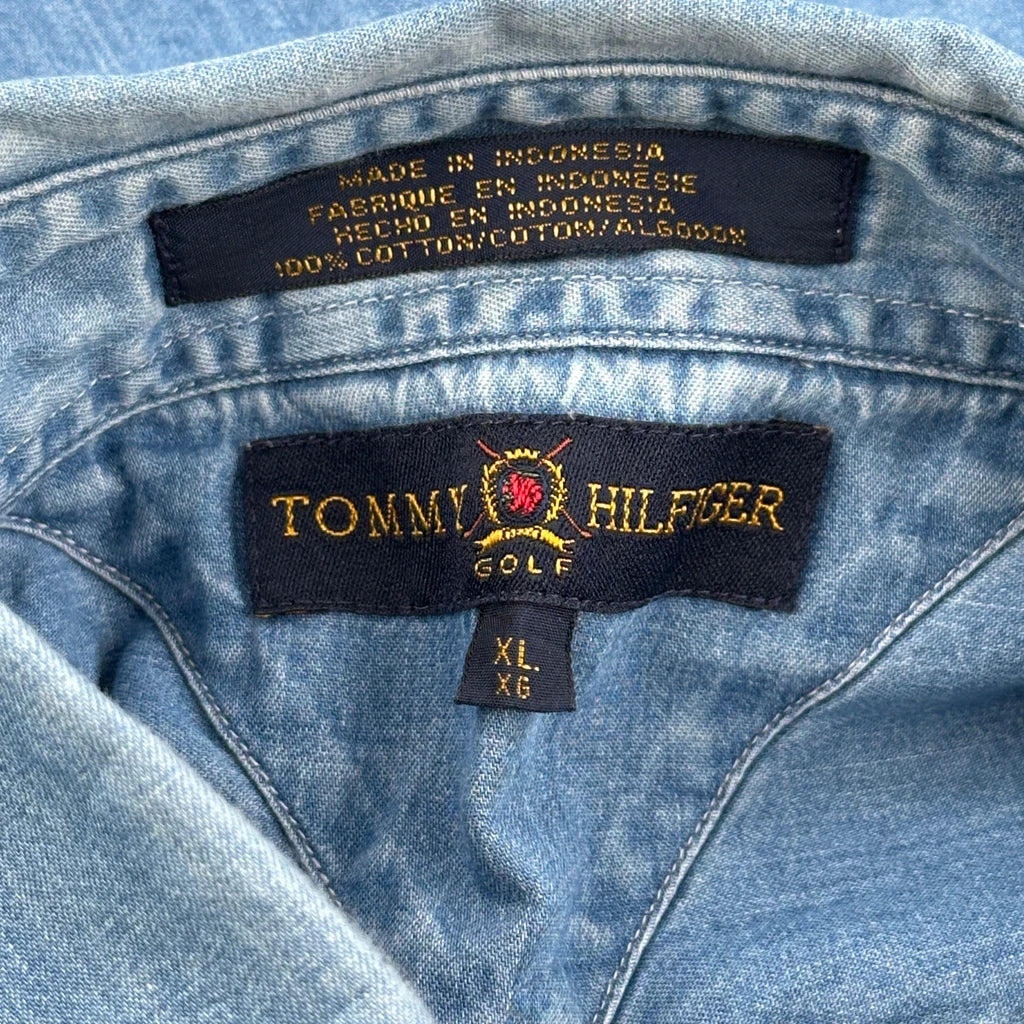 MADE IN INDONESIA
FABRIQUE EN INDONESIE
HECHO EN INDONESIA
100% COTTON/COTON/ALGODON
TOMMY HILFIGER
GOLF
XL.
XG